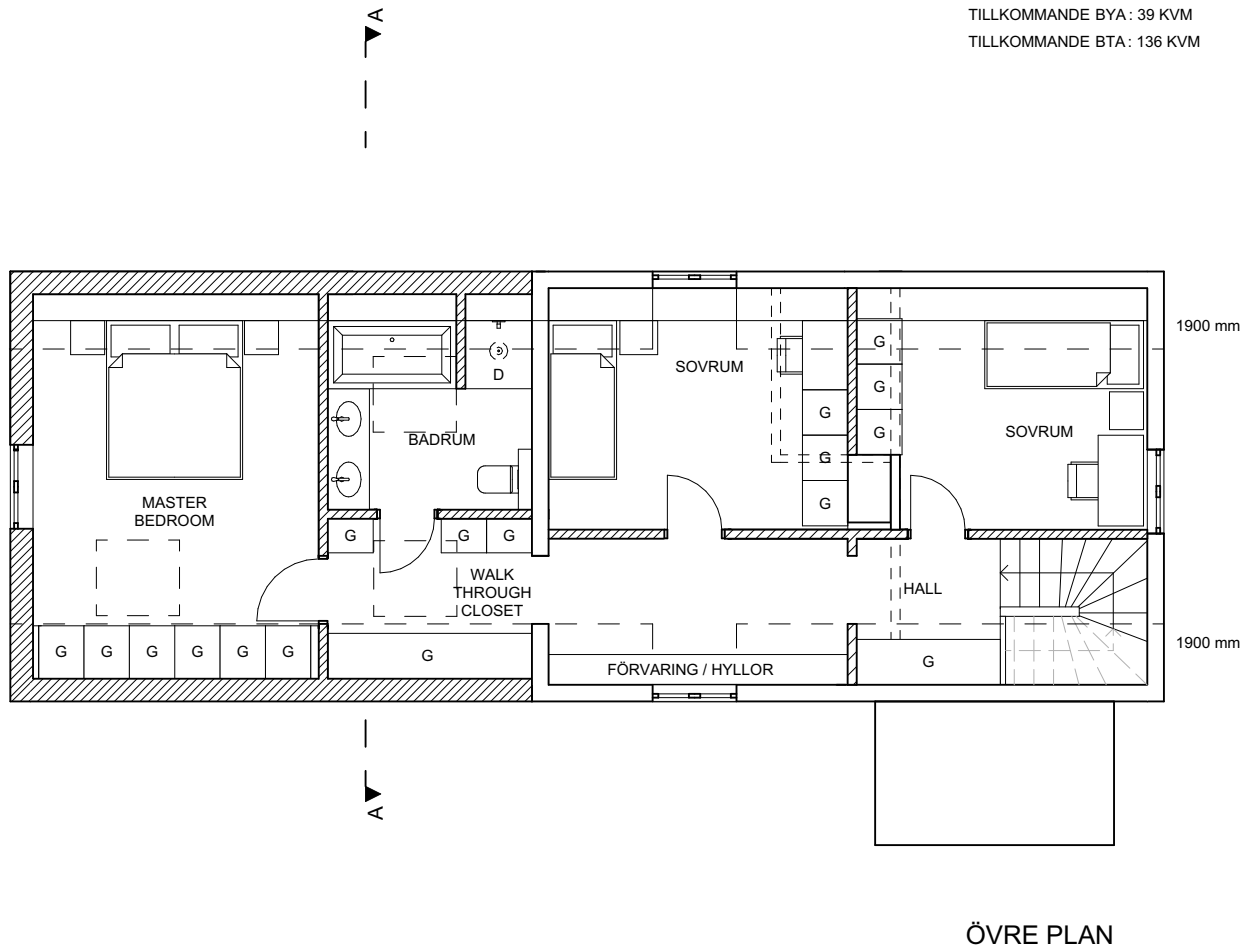 A
TILLKOMMANDE BYA: 39 KVM
TILLKOMMANDE BTA: 136 KVM
1900 mm
G
D
SOVRUM
G
G
G
G
SOVRUM
BADRUM
G
G
MASTER
BEDROOM
G
G
G
WALK
THROUGH
CLOSET
HALL
G
G
G
G
G
G
G
FÖRVARING / HYLLOR
G
1900 mm
A
ÖVRE PLAN